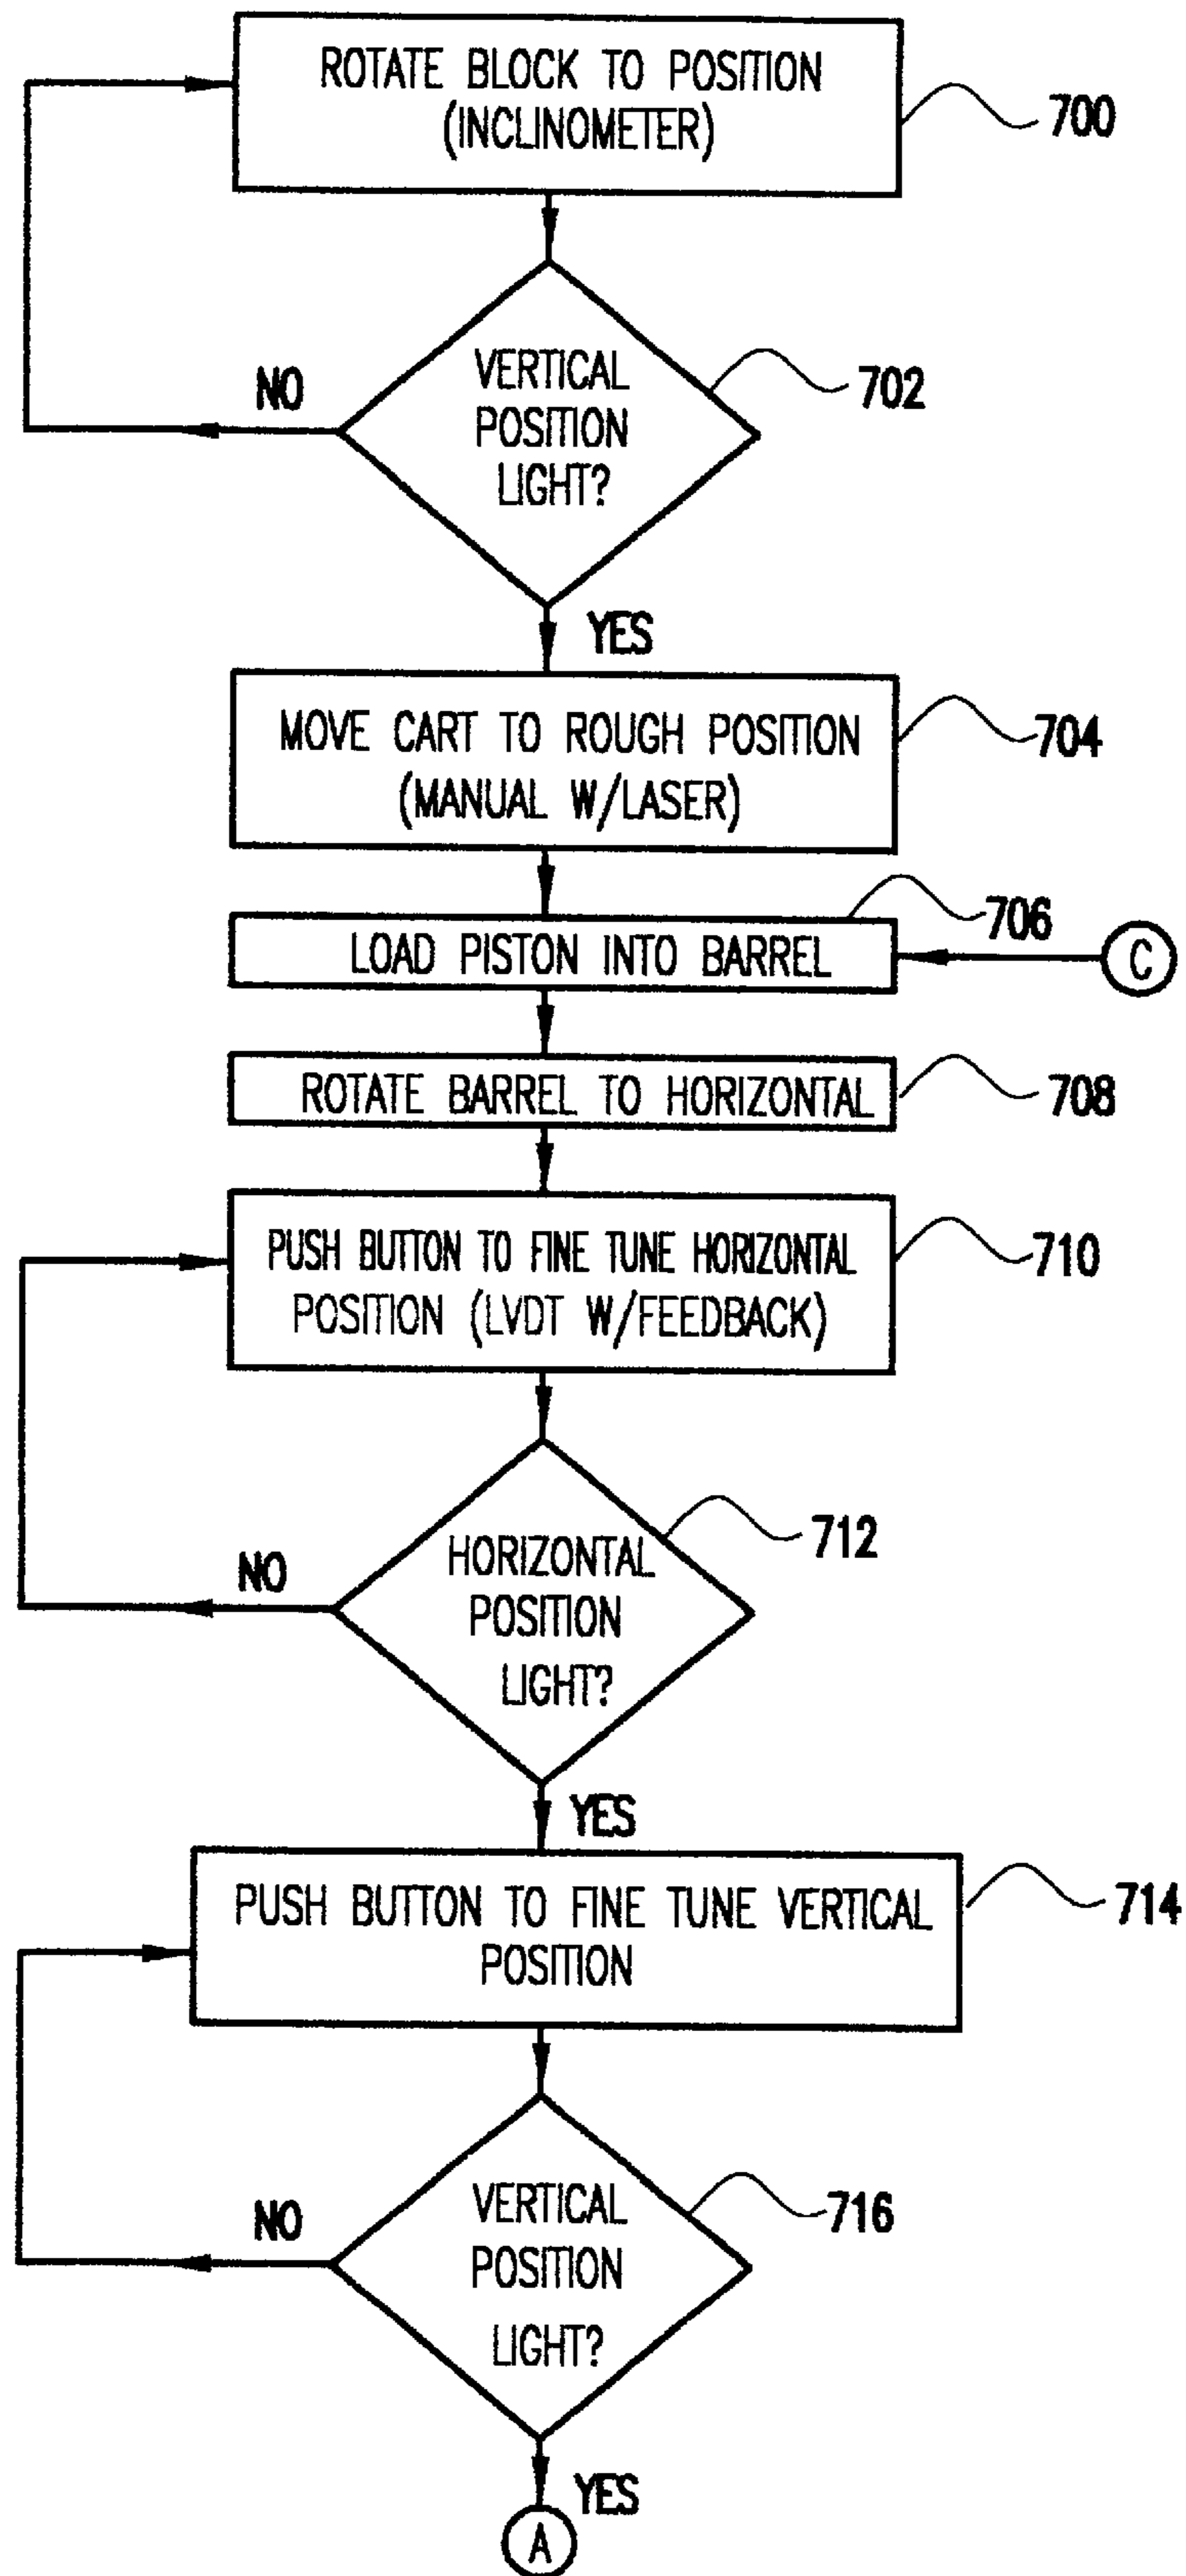 ROTATE BLOCK TO POSITION
(INCLINOMETER)
700
VERTICAL
POSITION
LIGHT?
702
NO
YES
MOVE CART TO ROUGH POSITION
(MANUAL W/LASER)
704
706
LOAD PISTON INTO BARREL
C
ROTATE BARREL TO HORIZONTAL
708
PUSH BUTTON TO FINE TUNE HORIZONTAL
POSITION (LVDT W/FEEDBACK)
710
HORIZONTAL
POSITION
LIGHT?
712
NO
YES
PUSH BUTTON TO FINE TUNE VERTICAL
POSITION
714
VERTICAL
POSITION
LIGHT?
716
NO
YES
A